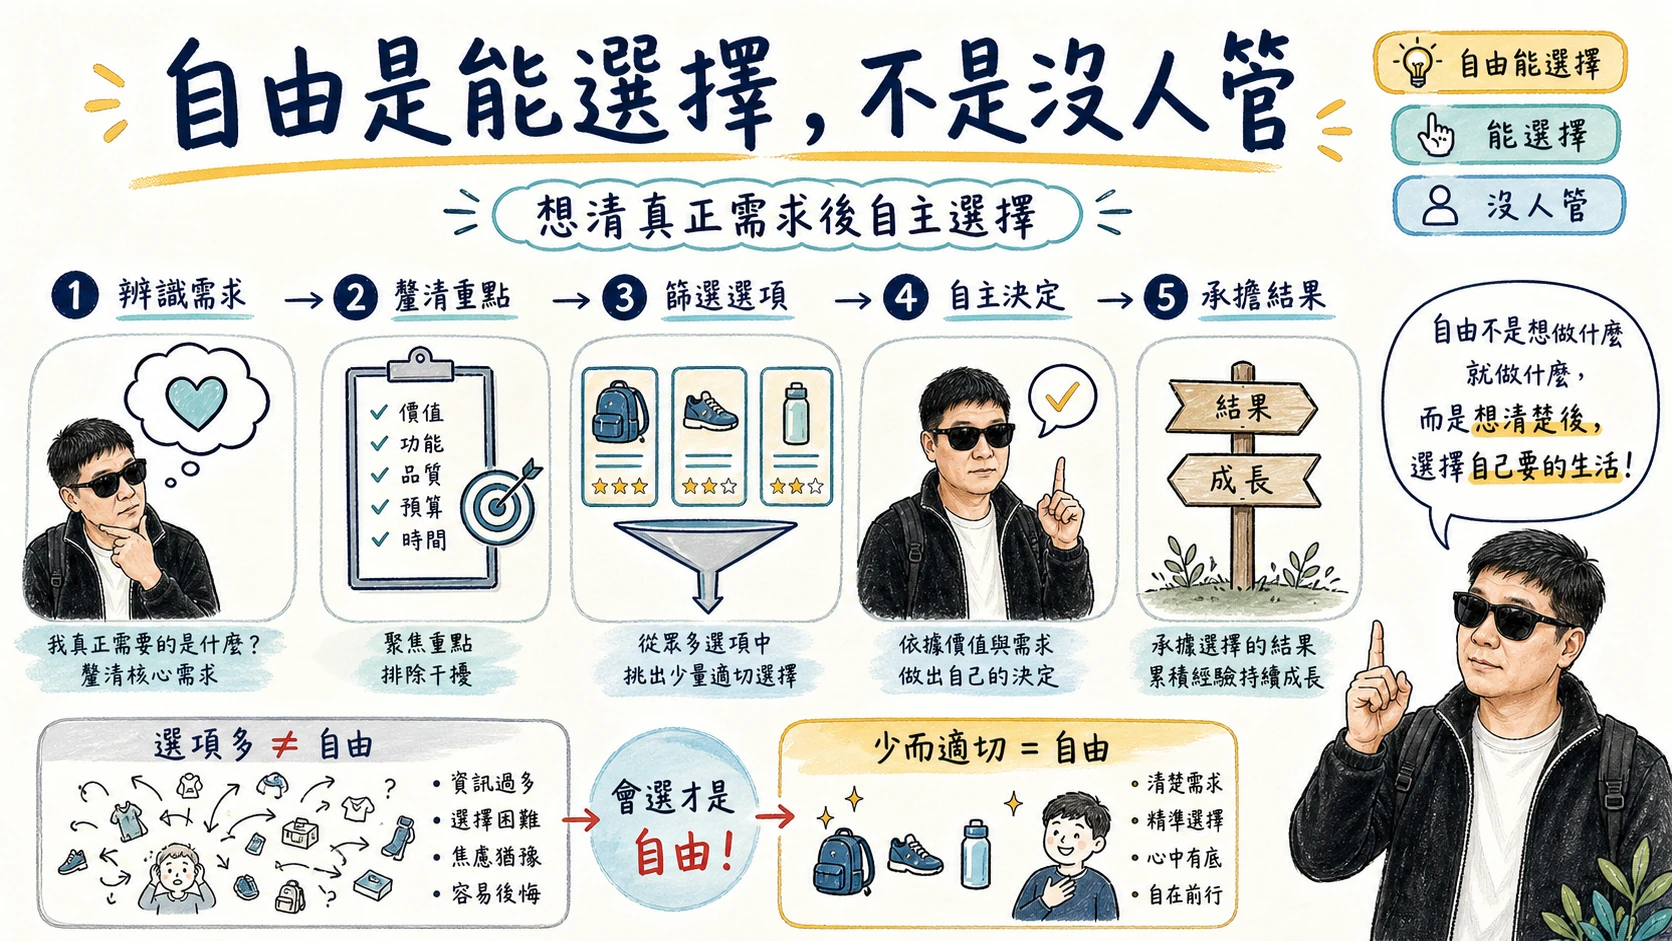 自由是能選擇，不是沒人管
自由能選擇
能選擇
沒人管
想清真正需求後自主選擇
1 辨識需求
2 釐清重點
3 篩選選項
4 自主決定
5 承擔結果
價值
功能
品質
預算
時間
結果
成長
我真正需要的是什麼？
釐清核心需求
聚焦重點
排除干擾
從眾多選項中
挑出少量適切選擇
依據價值與需求
做出自己的決定
承擔選擇的結果
累積經驗持續成長
自由不是想做什麼
就做什麼，
而是想清楚後，
選擇自己要的生活！
選項多 ≠ 自由
?
?
• 資訊過多
• 選擇困難
• 焦慮猶豫
• 容易後悔
會選才是
自由！
少而適切 = 自由
• 清楚需求
• 精準選擇
• 心中有底
• 自在前行